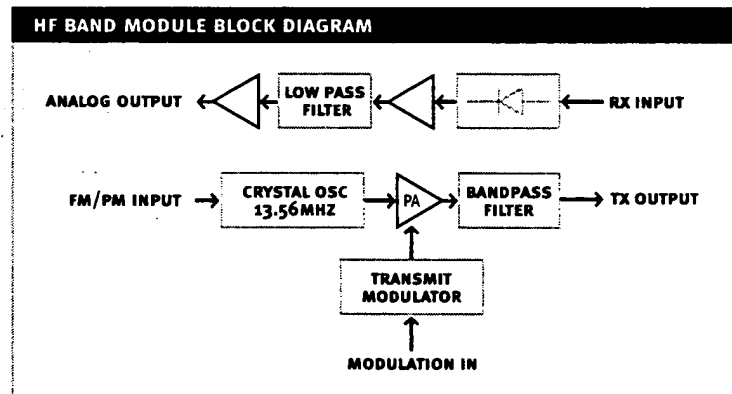 HF BAND MODULE BLOCK DIAGRAM
ANALOG OUTPUT
LOW PASS
FILTER
RX INPUT
FM/PM INPUT
CRYSTAL OSC
13.56MHZ
PA
BANDPASS
FILTER
TX OUTPUT
TRANSMIT
MODULATOR
MODULATION IN